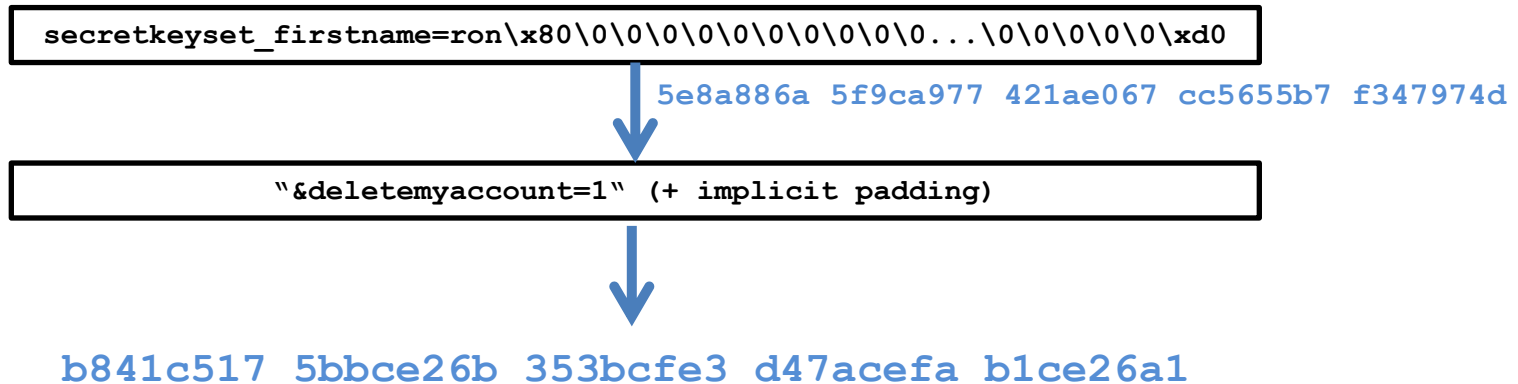 secretkeyset_firstname=ron\x80\0\0\0\0\0\0\0\0\0\0...\0\0\0\0\0\xd0
5e8a886a 5f9ca977 421ae067 cc5655b7 f347974d
“&deletemyaccount=1“ (+ implicit padding)
b841c517 5bbce26b 353bcfe3 d47acefa b1ce26a1